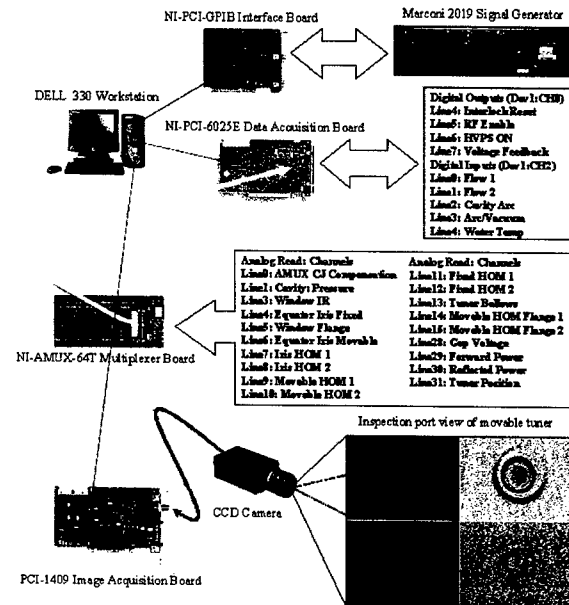 NI-PCI-GPIB Interface Board
Marconi 2019 Signal Generator
DELL 330 Workstation
NI-PCI-6025E Data Acquisition Board
Digital Outputs (Dev1:CH0)
Line4: Interlock Reset
Line5: RF Enable
Line6: HVPS ON
Line7: Voltage Feedback
Digital Inputs (Dev1:CH2)
Line0: Flow 1
Line1: Flow 2
Line2: Cavity Arc
Line3: Arc/Vacuum
Line4: Water Temp
Analog Read: Channels
Line0: AMUX CJ Compensation
Line1: Cavity Pressure
Line3: Window IR
Line4: Equator Iris Fixed
Line5: Window Flange
Line6: Equator Iris Movable
Line7: Iris HOM 1
Line8: Iris HOM 2
Line9: Movable HOM 1
Line10: Movable HOM 2
Analog Read: Channels
Line11: Fixed HOM 1
Line12: Fixed HOM 2
Line13: Tuner Bellows
Line14: Movable HOM Flange 1
Line15: Movable HOM Flange 2
Line28: Gap Voltage
Line29: Forward Power
Line30: Reflected Power
Line31: Tuner Position
NI-AMUX-64T Multiplexer Board
Inspection port view of movable tuner
CCD Camera
PCI-1409 Image Acquisition Board